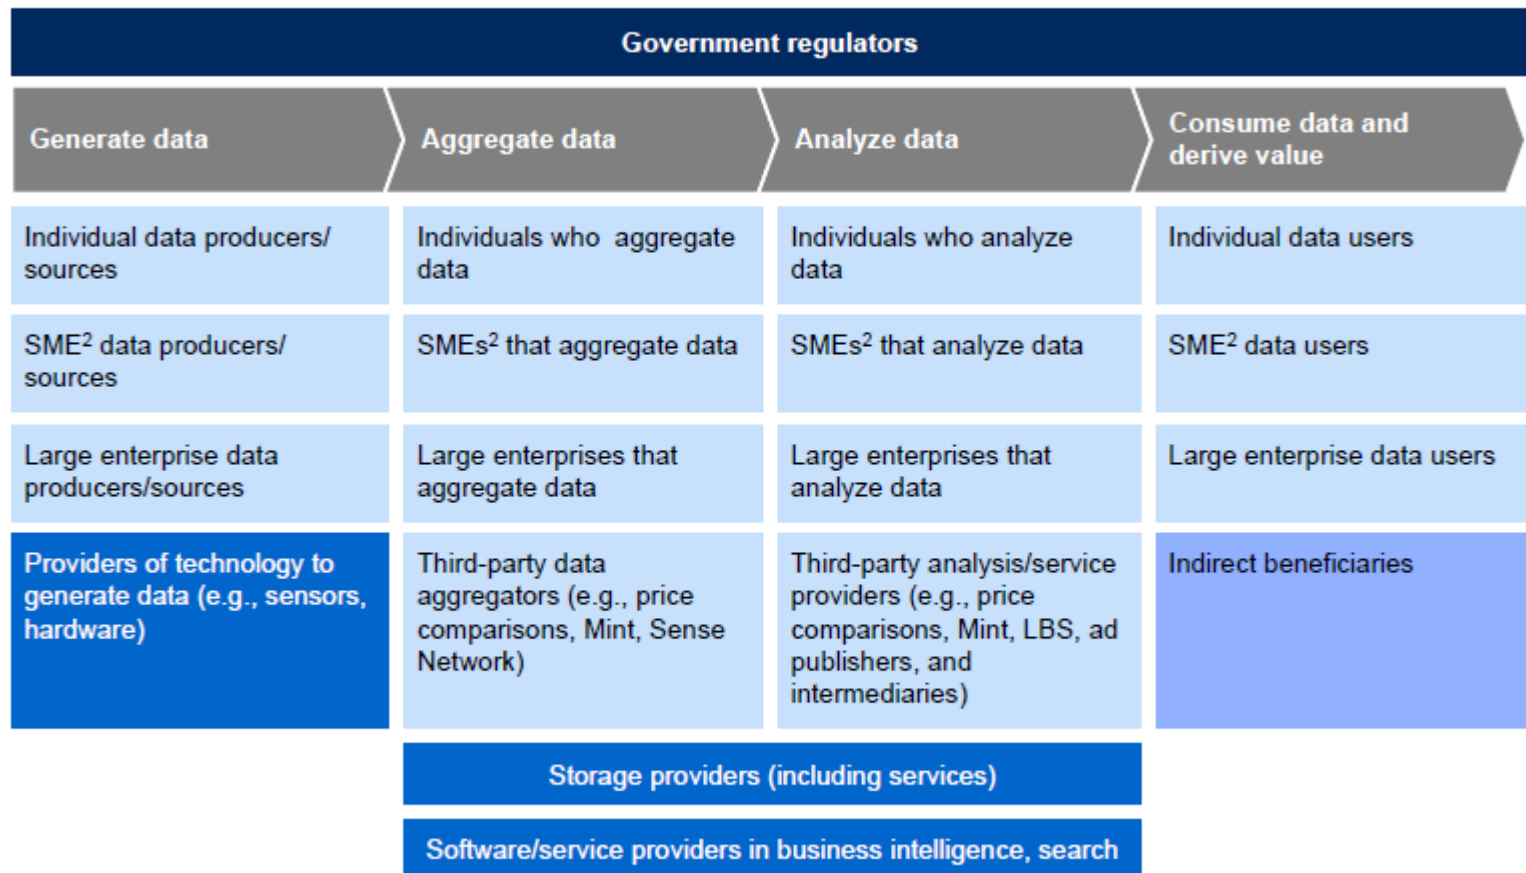 Government regulators
Generate data
Aggregate data
Analyze data
Consume data and
derive value
Individual data producers/
sources
Individuals who  aggregate
data
Individuals who analyze
data
Individual data users
SME² data producers/
sources
SMEs² that aggregate data
SMEs² that analyze data
SME² data users
Large enterprise data
producers/sources
Large enterprises that
aggregate data
Large enterprises that
analyze data
Large enterprise data users
Providers of technology to
generate data (e.g., sensors,
hardware)
Third-party data
aggregators (e.g., price
comparisons, Mint, Sense
Network)
Third-party analysis/service
providers (e.g., price
comparisons, Mint, LBS, ad
publishers, and
intermediaries)
Indirect beneficiaries
Storage providers (including services)
Software/service providers in business intelligence, search